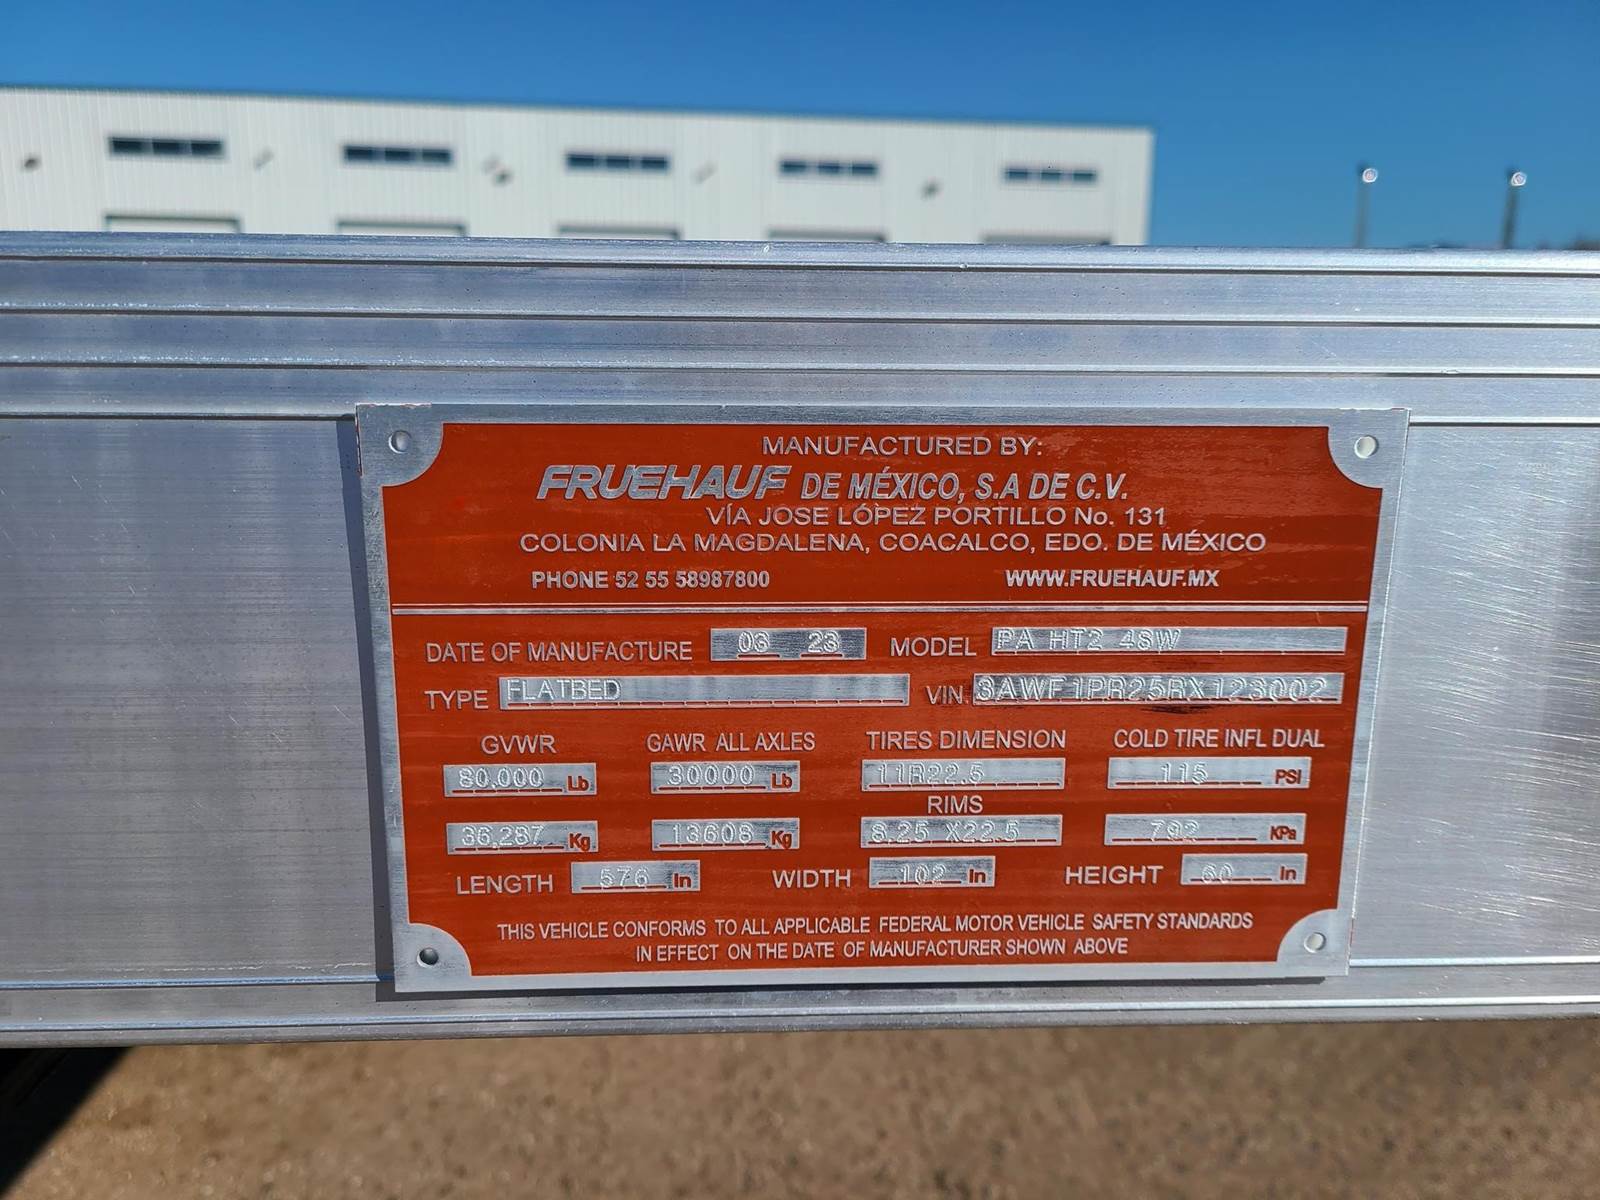 MANUFACTURED BY:
FRUEHAUF DE MÉXICO, S.A DE C.V.
VÍA JOSE LÓPEZ PORTILLO No. 131
COLONIA LA MAGDALENA, COACALCO, EDO. DE MÉXICO
PHONE 52 55 58987800 WWW.FRUEHAUF.MX
DATE OF MANUFACTURE 03 23 MODEL PA HT2 48W
TYPE FLATBED VIN. 3AWF1PR25RX123002
GVWR GAWR ALL AXLES TIRES DIMENSION COLD TIRE INFL DUAL
80,000 Lb 30000 Lb 11R22.5 115 PSI
RIMS
36,287 Kg 13608 Kg 8.25 X22.5 792 KPa
LENGTH 576 In WIDTH 102 In HEIGHT 60 In
THIS VEHICLE CONFORMS TO ALL APPLICABLE FEDERAL MOTOR VEHICLE SAFETY STANDARDS
IN EFFECT ON THE DATE OF MANUFACTURER SHOWN ABOVE